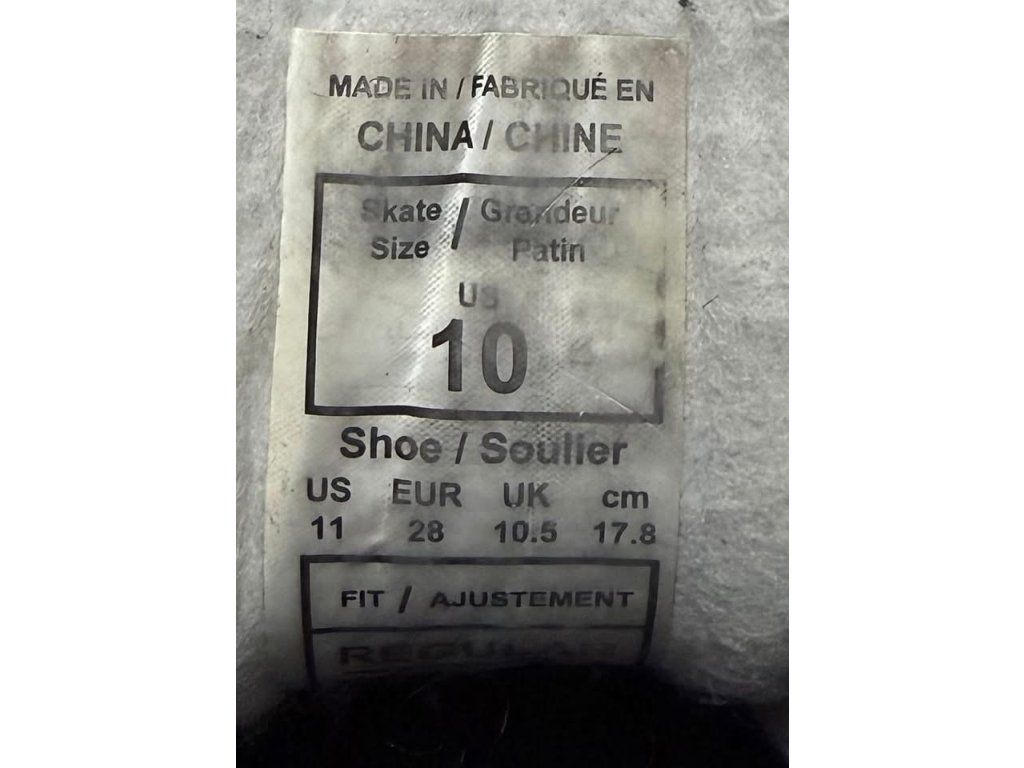 MADE IN / FABRIQUÉ EN
CHINA / CHINE
Skate / Grandeur
Size Patin
US
10
Shoe / Soulier
US EUR UK cm
11 28 10.5 17.8
FIT / AJUSTEMENT
REGULAR